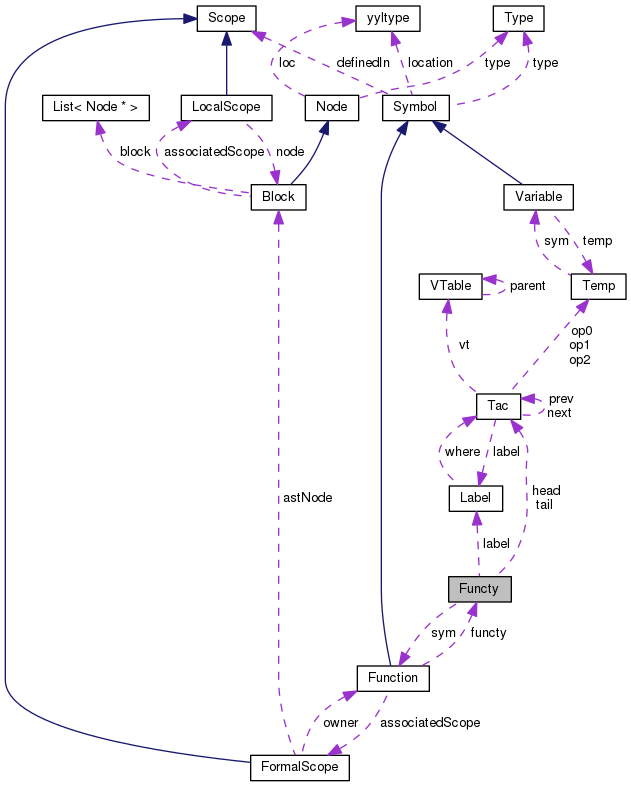 Scope
yyltype
Type
loc
definedIn
location
type
type
List< Node * >
LocalScope
Node
Symbol
block
associatedScope
node
Block
Variable
sym
temp
VTable
parent
Temp
vt
op0
op1
op2
Tac
prev
next
where
label
Label
head
tail
astNode
label
Functy
sym
functy
Function
owner
associatedScope
FormalScope